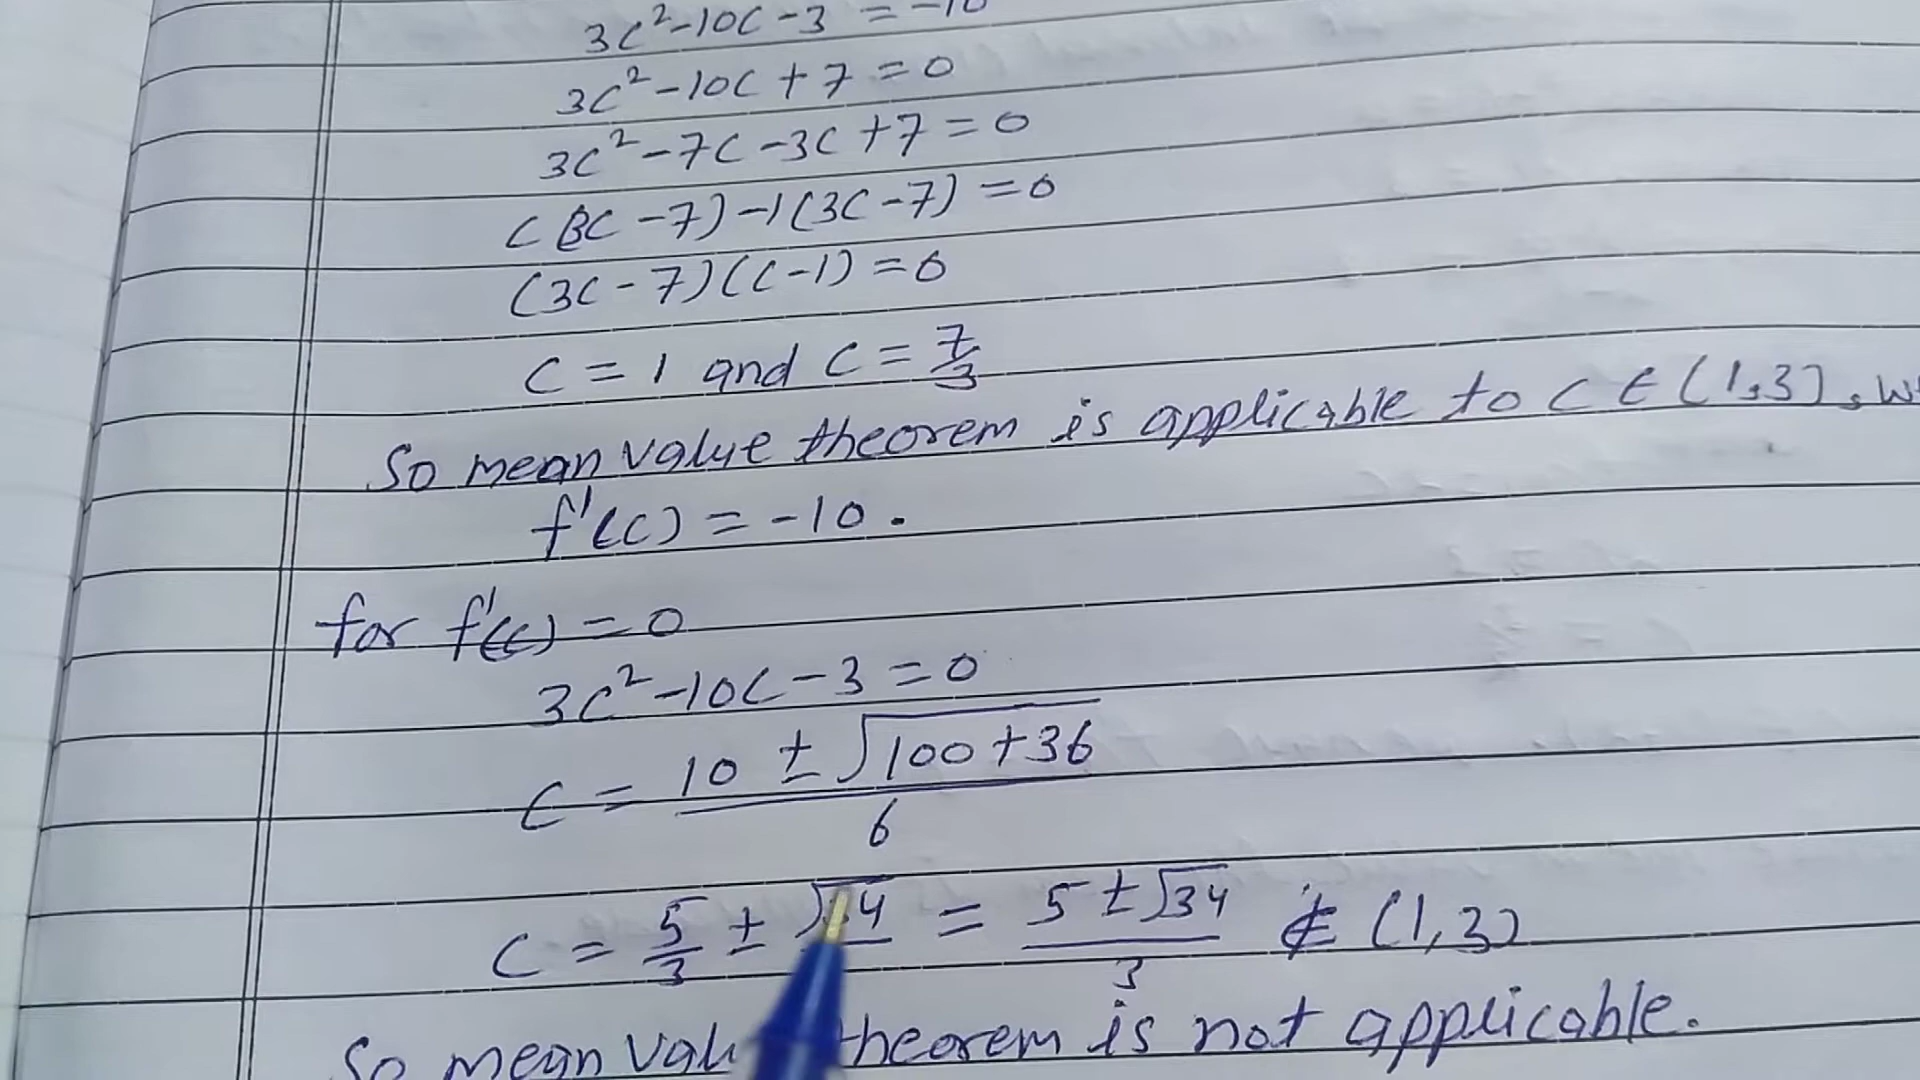 3c²-10c-3 = -10
3c²-10c+7=0
3c²-7c-3c+7=0
c(3c-7)-1(3c-7)=0
(3c-7)(c-1)=0
c=1 and c=7/3
So mean value theorem is applicable to c ∈ (1,3),
f'(c) = -10.
for f'(c)=0
3c²-10c-3=0
c = (10 ± √(100+36))/6
c = 5/3 ± = (5±√34)/3 ∉ (1,3)
So mean theorem is not applicable.